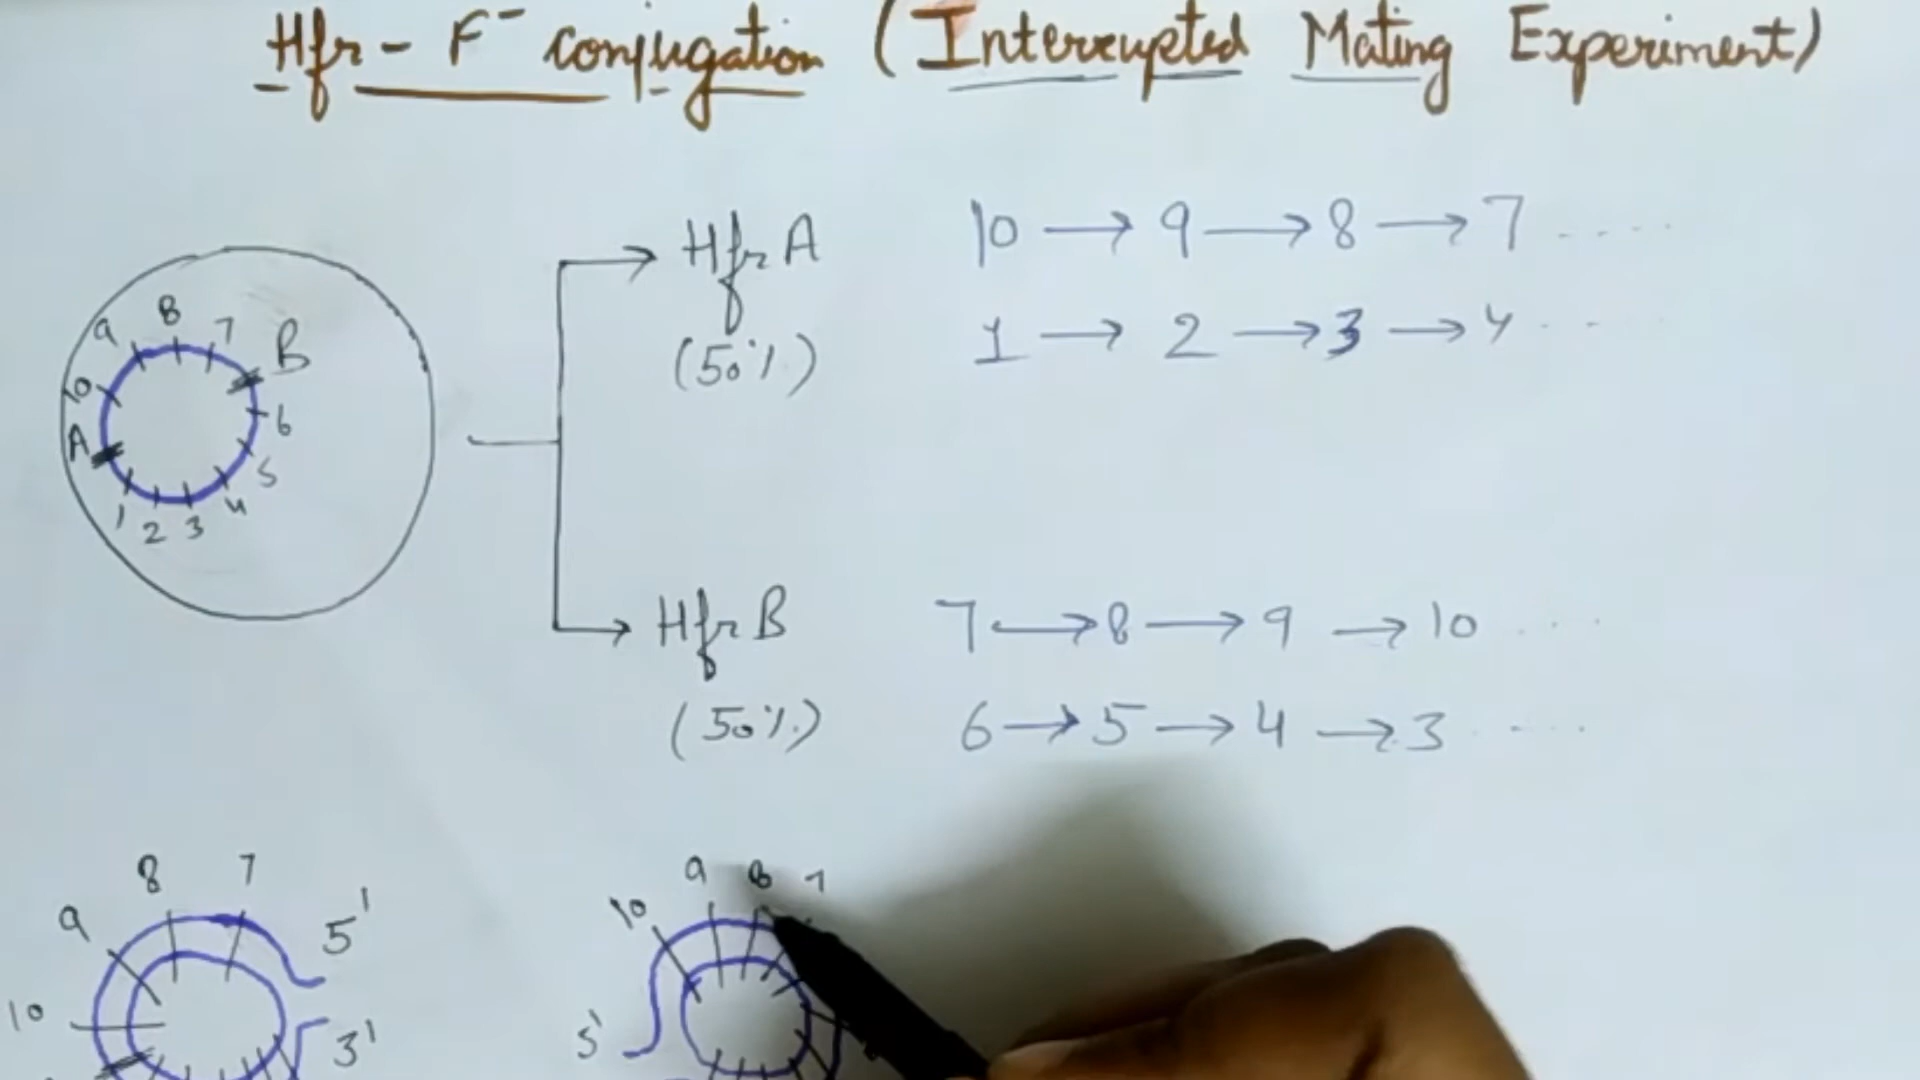 Hfr - F⁻ conjugation (Interrupted Mating Experiment)
Hfr A
(50%)
10 → 9 → 8 → 7 ....
1 → 2 → 3 → 4 ...
9 8 7 B
10
A 6
5
1 2 3 4
Hfr B
(50%)
7 → 8 → 9 → 10 ....
6 → 5 → 4 → 3 ....
8 7
9 5'
10 3'
9 8 7
10
5'